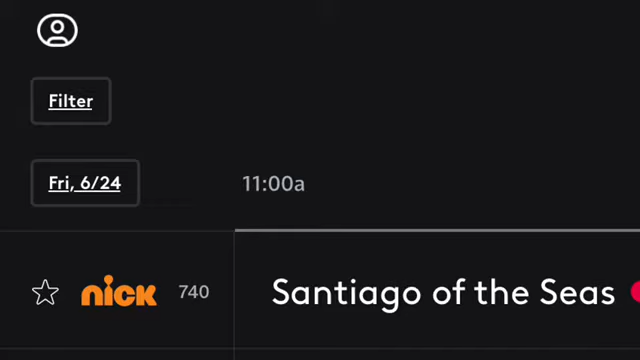 Filter
Fri, 6/24
11:00a
nick
740
Santiago of the Seas